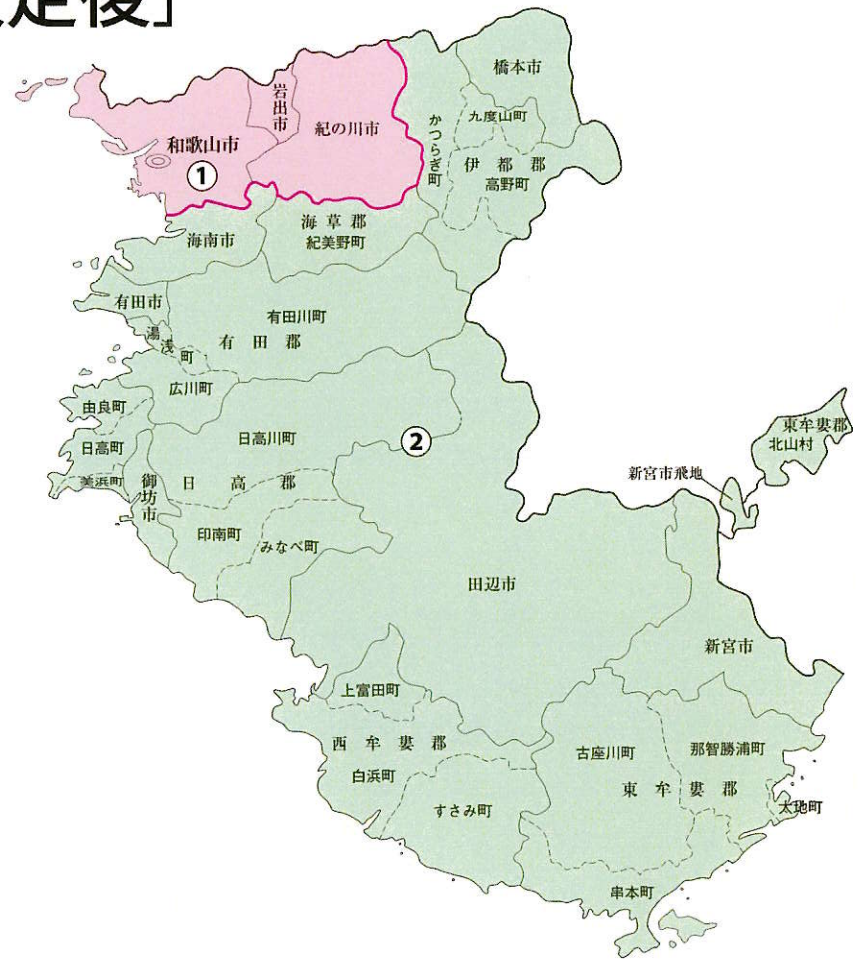 定後」
橋本市
岩出市
紀の川市
かつらぎ町
九度山町
和歌山市
①
伊都郡
高野町
海草郡
紀美野町
海南市
有田市
有田川町
湯浅町
有田郡
広川町
由良町
日高川町
②
日高町
美浜町
御坊市
日高郡
東牟婁郡
北山村
新宮市飛地
印南町
みなべ町
田辺市
新宮市
上富田町
西牟婁郡
白浜町
古座川町
那智勝浦町
東牟婁郡
太地町
すさみ町
串本町